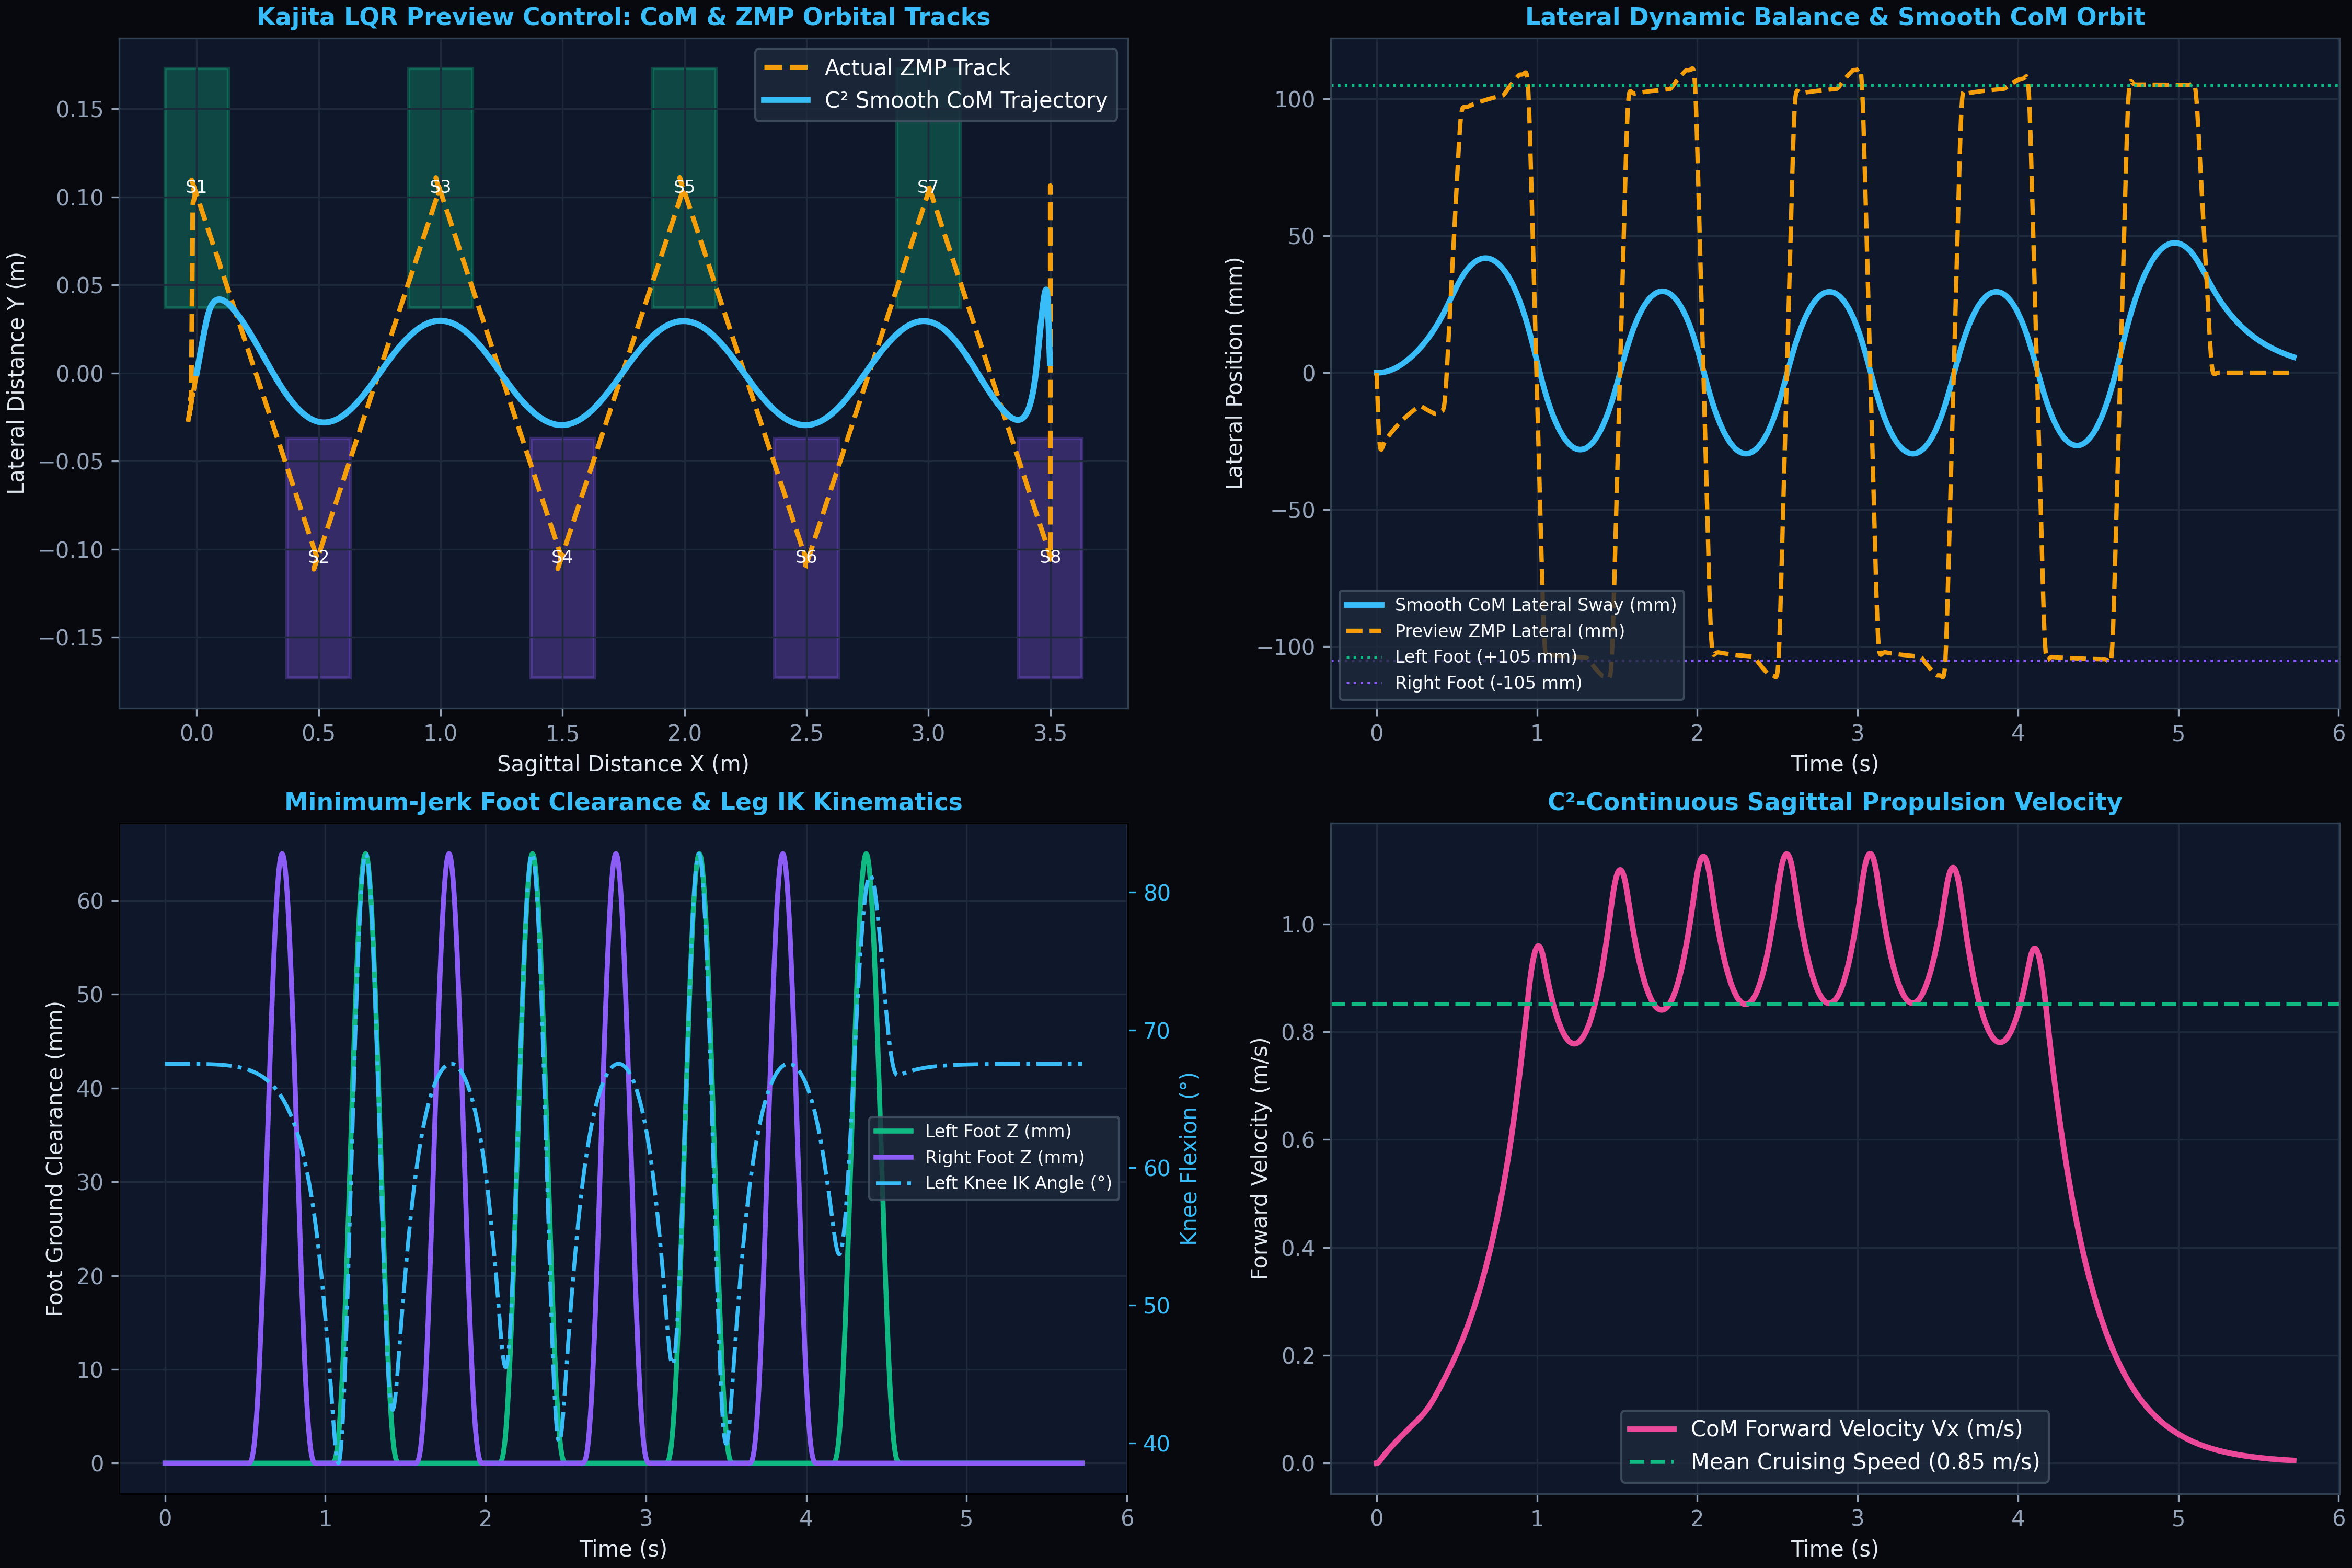 Kajita LQR Preview Control: CoM & ZMP Orbital Tracks
Actual ZMP Track
C² Smooth CoM Trajectory
Lateral Distance Y (m)
0.15
0.10
0.05
0.00
−0.05
−0.10
−0.15
S1
S3
S5
S7
S2
S4
S6
S8
0.0
0.5
1.0
1.5
2.0
2.5
3.0
3.5
Sagittal Distance X (m)
Lateral Dynamic Balance & Smooth CoM Orbit
Lateral Position (mm)
100
50
0
−50
−100
Smooth CoM Lateral Sway (mm)
Preview ZMP Lateral (mm)
Left Foot (+105 mm)
Right Foot (-105 mm)
0
1
2
3
4
5
6
Time (s)
Minimum-Jerk Foot Clearance & Leg IK Kinematics
Foot Ground Clearance (mm)
60
50
40
30
20
10
0
Left Foot Z (mm)
Right Foot Z (mm)
Left Knee IK Angle (°)
80
70
60
50
40
Knee Flexion (°)
0
1
2
3
4
5
6
Time (s)
C²-Continuous Sagittal Propulsion Velocity
Forward Velocity (m/s)
1.0
0.8
0.6
0.4
0.2
0.0
CoM Forward Velocity Vx (m/s)
Mean Cruising Speed (0.85 m/s)
0
1
2
3
4
5
6
Time (s)